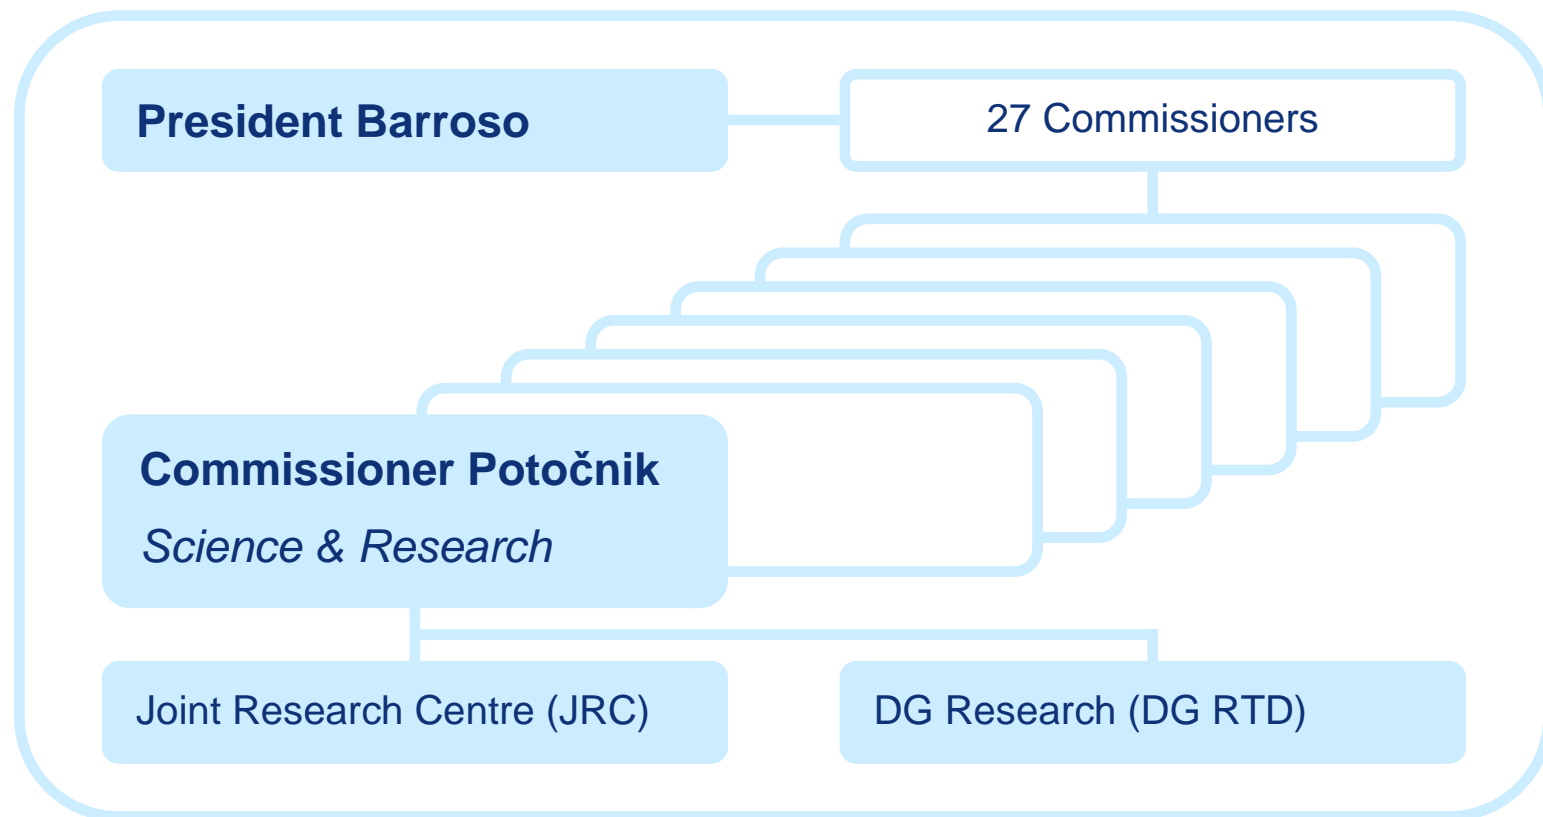 President Barroso
27 Commissioners
Commissioner Potočnik
Science & Research
Joint Research Centre (JRC)
DG Research (DG RTD)